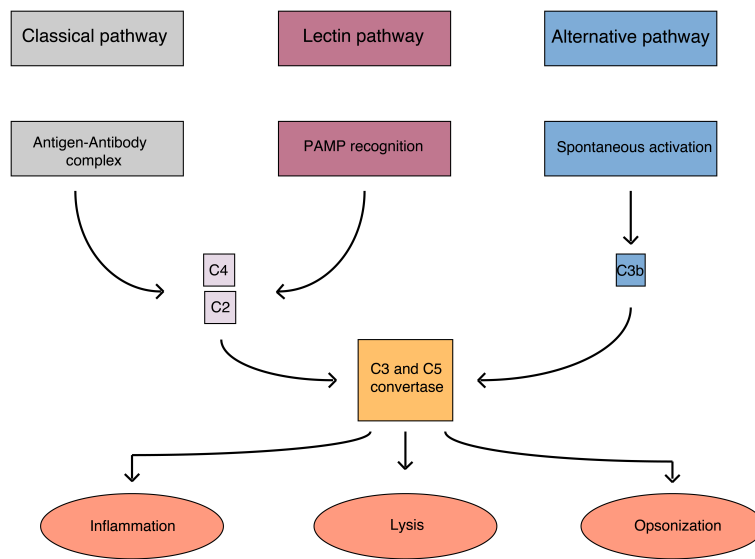 Classical pathway
Lectin pathway
Alternative pathway
Antigen-Antibody
complex
PAMP recognition
Spontaneous activation
C4
C2
C3b
C3 and C5
convertase
Inflammation
Lysis
Opsonization